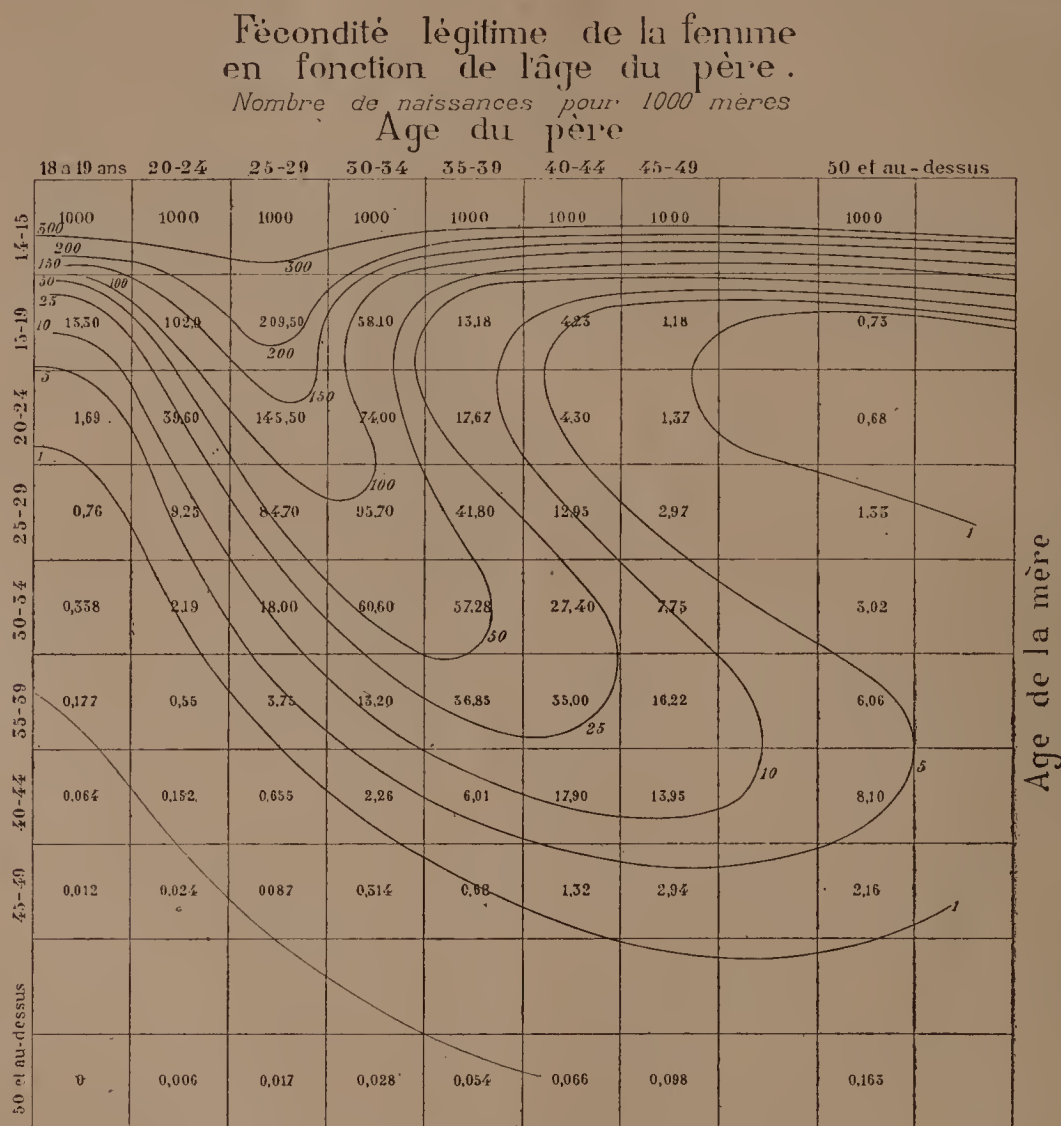 Fécondité légitime de la femme
en fonction de l'âge du père.
Nombre de naissances pour 1000 mères
Age du père
18 a 19 ans 20-24 25-29 30-34 35-39 40-44 45-49 50 et au-dessus
14-15 1000 1000 1000 1000 1000 1000 1000 1000
300
200
300
150
50 100
25
15-19 13,30 102,0 209,50 58.10 13,18 4,23 1,18 0,73
10
200
5
150
20-24 1,69 39,60 145,50 74,00 17,67 4,30 1,37 0,68
1
100
25-29 0,76 9,25 84,70 95,70 41,80 12,95 2,97 1.33
1
30-34 0,338 2,19 18,00 60,60 57,28 27,40 7,75 3,02
50
35-39 0,177 0,55 3,75 13,20 36,85 35,00 16,22 6,06
25
10
5
40-44 0,064 0,152 0,655 2,26 6,01 17,90 13,95 8,10
45-49 0,012 0,024 0087 0,314 0,68 1,32 2,94 2,16
1
50 et au-dessus 0 0,006 0,017 0,028 0,054 0,066 0,098 0,163
Age de la mère